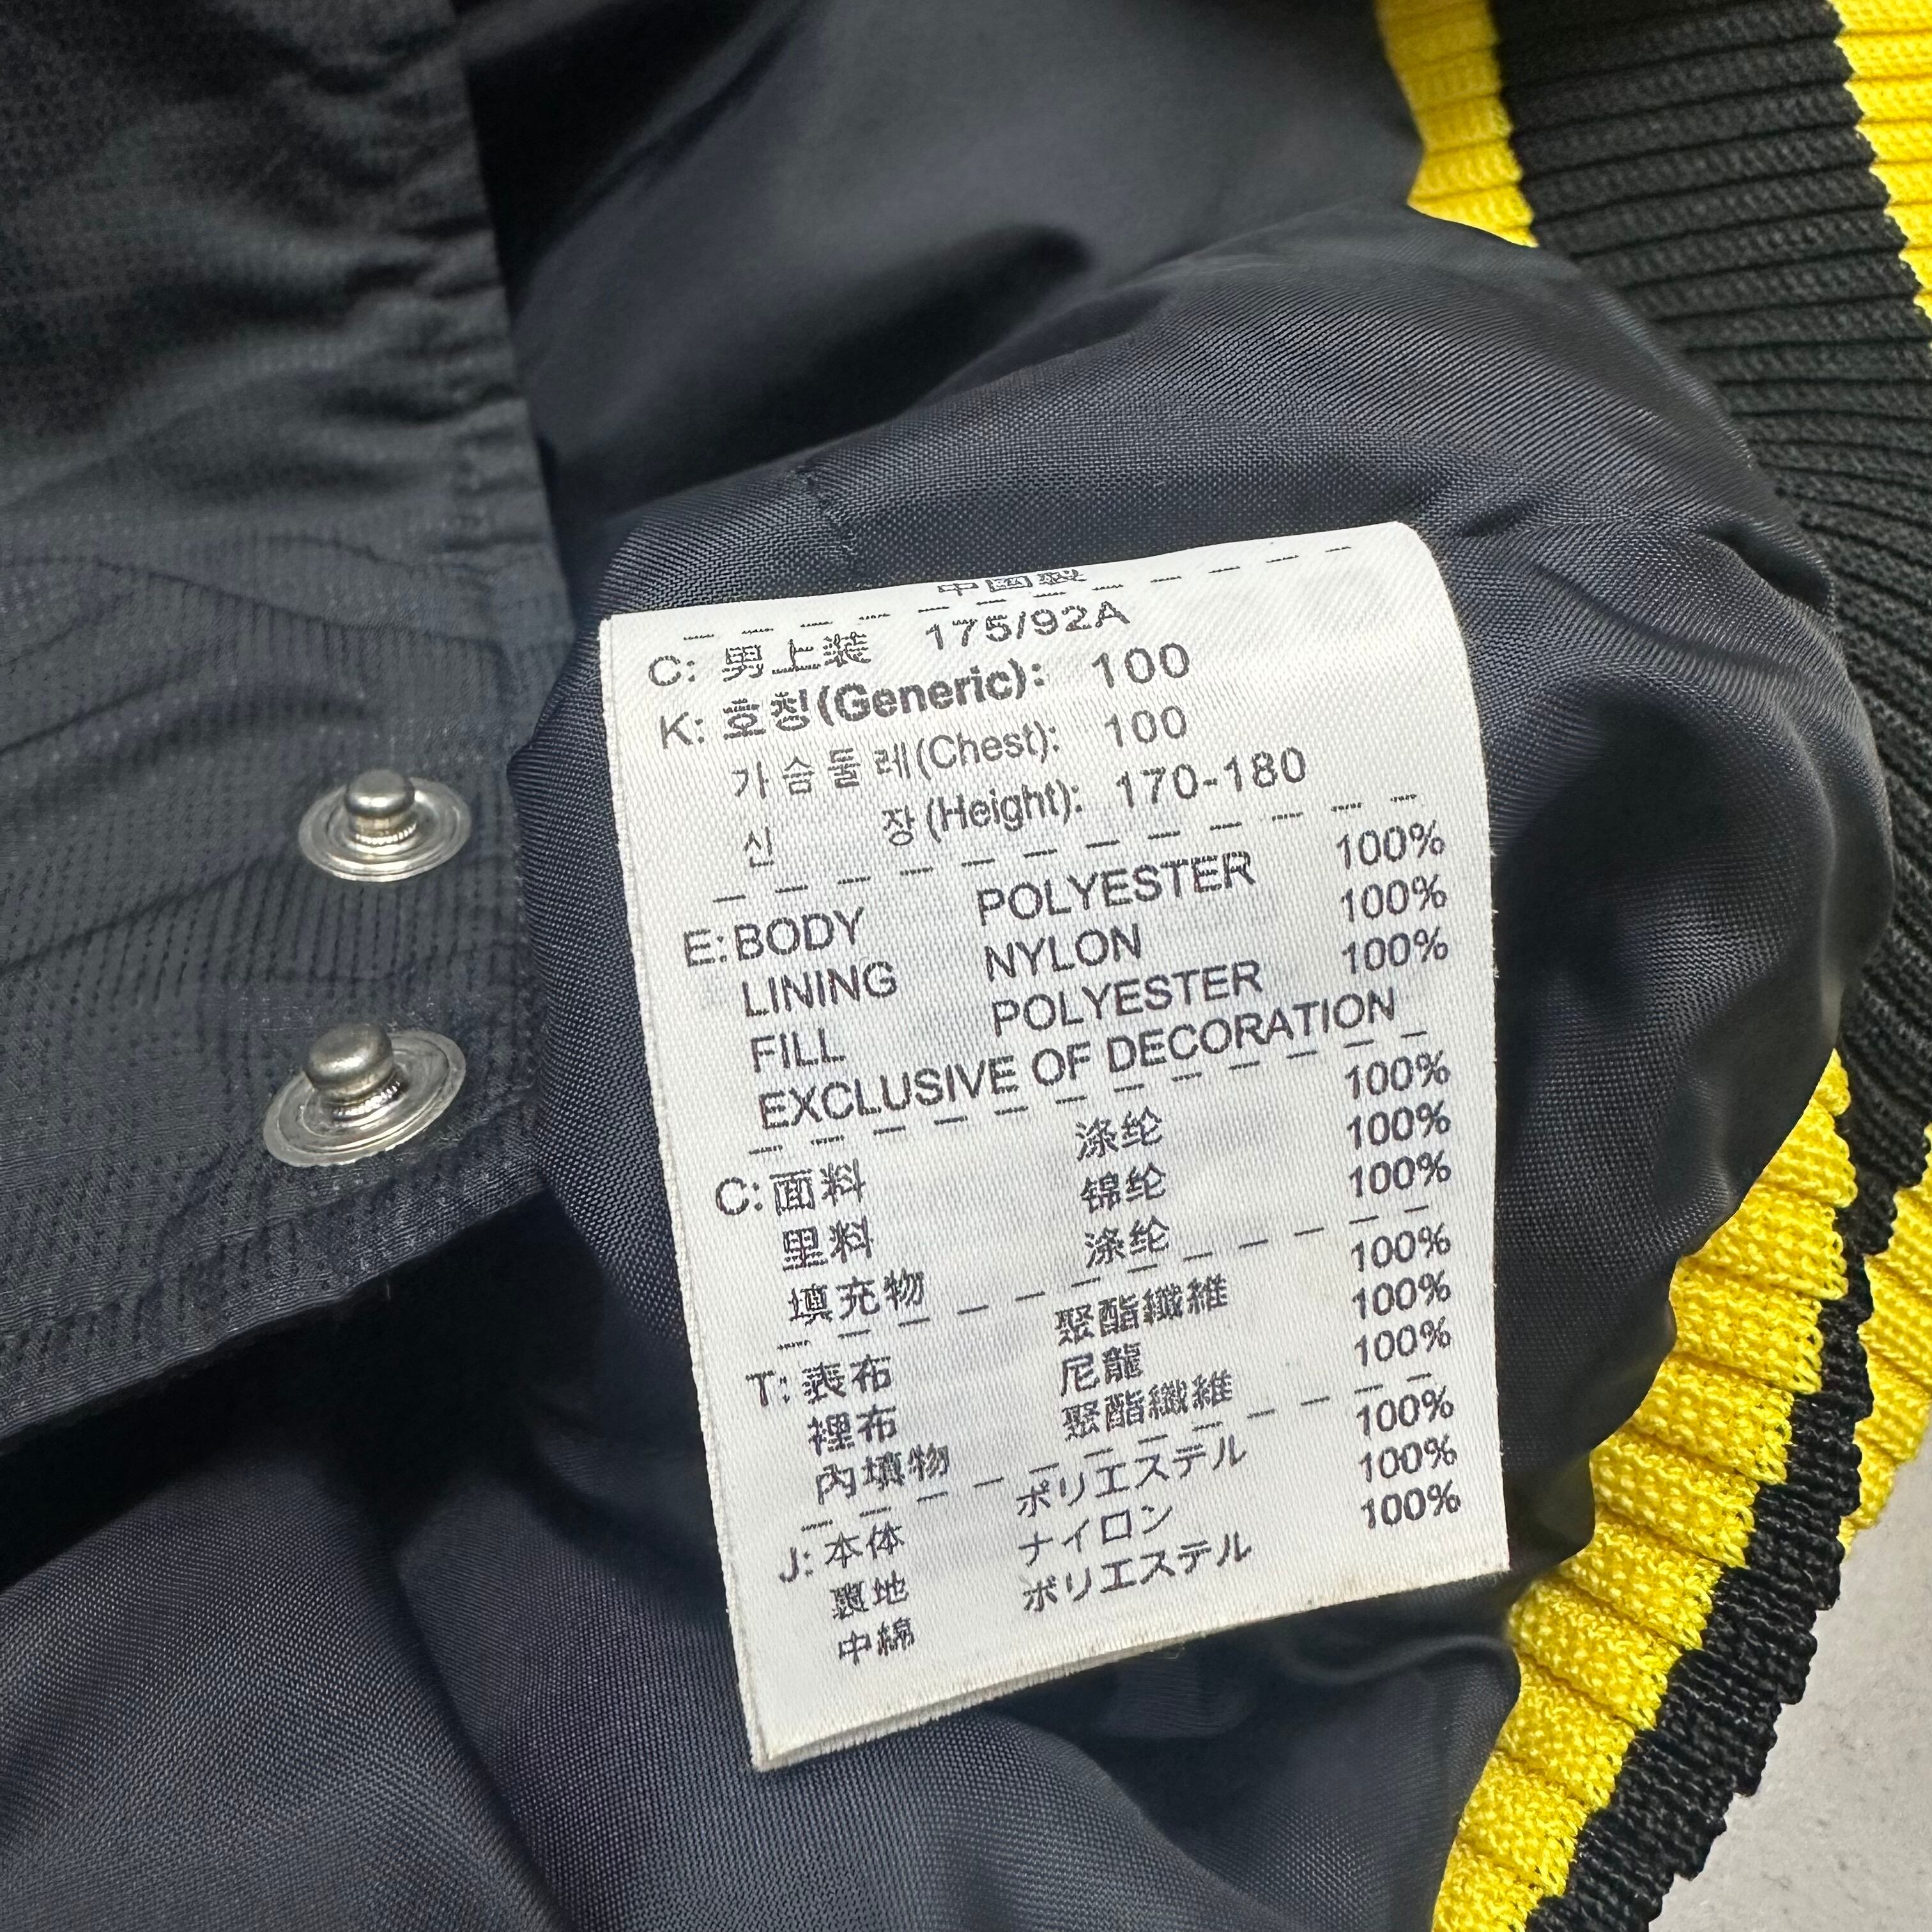 中國製
C: 男上装 175/92A
K: 호칭(Generic): 100
가슴둘레(Chest): 100
신 장(Height): 170-180
E: BODY POLYESTER 100%
LINING NYLON 100%
FILL POLYESTER 100%
EXCLUSIVE OF DECORATION
C: 面料 涤纶 100%
里料 锦纶 100%
填充物 涤纶 100%
T: 表布 聚酯纖維 100%
裡布 尼龍 100%
內填物 聚酯纖維 100%
J: 本体 ポリエステル 100%
裏地 ナイロン 100%
中綿 ポリエステル 100%